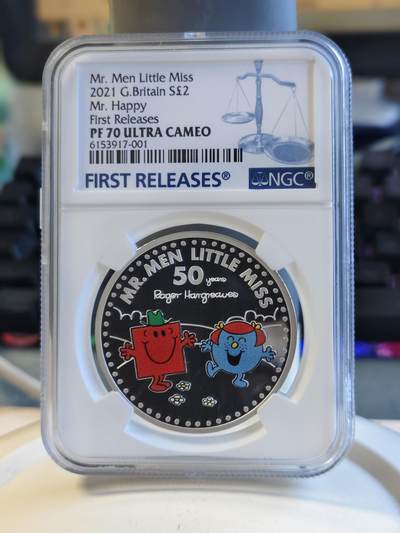 Mr. Men Little Miss
2021 G.Britain S£2
Mr. Happy
First Releases
PF 70 ULTRA CAMEO
6153917-001
FIRST RELEASES®
NGC®
MR. MEN LITTLE MISS
50 years
Roger Hargreaves